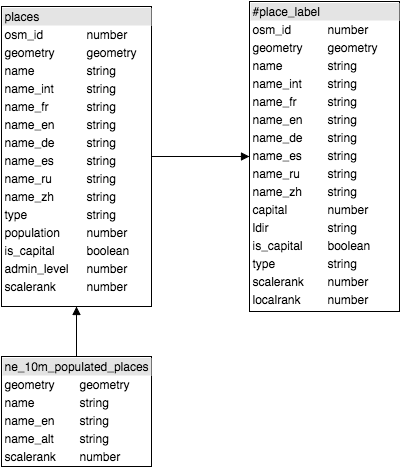 places
osm_id number
geometry geometry
name string
name_int string
name_fr string
name_en string
name_de string
name_es string
name_ru string
name_zh string
type string
population number
is_capital boolean
admin_level number
scalerank number
#place_label
osm_id number
geometry geometry
name string
name_int string
name_fr string
name_en string
name_de string
name_es string
name_ru string
name_zh string
capital number
ldir string
is_capital boolean
type string
scalerank number
localrank number
ne_10m_populated_places
geometry geometry
name string
name_en string
name_alt string
scalerank number